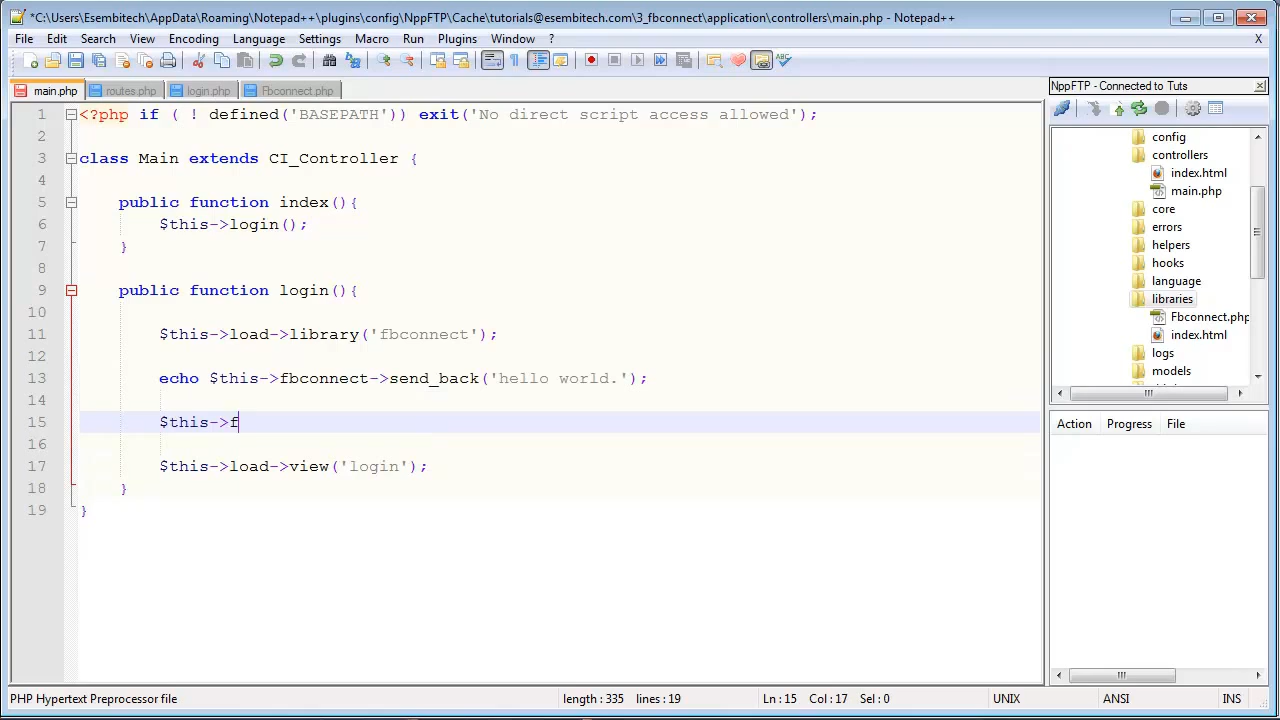 *C:\Users\Esembitech\AppData\Roaming\Notepad++\plugins\config\NppFTP\Cache\tutorials@esembitech.com\3_fbconnect\application\controllers\main.php - Notepad++
File Edit Search View Encoding Language Settings Macro Run Plugins Window ? X
main.php routes.php login.php Fbconnect.php
1 <?php if ( ! defined('BASEPATH')) exit('No direct script access allowed');
2
3 class Main extends CI_Controller {
4
5 public function index(){
6 $this->login();
7 }
8
9 public function login(){
10
11 $this->load->library('fbconnect');
12
13 echo $this->fbconnect->send_back('hello world.');
14
15 $this->f
16
17 $this->load->view('login');
18 }
19 }
NppFTP - Connected to Tuts
config
controllers
index.html
main.php
core
errors
helpers
hooks
language
libraries
Fbconnect.php
index.html
logs
models
Action Progress File
PHP Hypertext Preprocessor file length : 335 lines : 19 Ln : 15 Col : 17 Sel : 0 UNIX ANSI INS